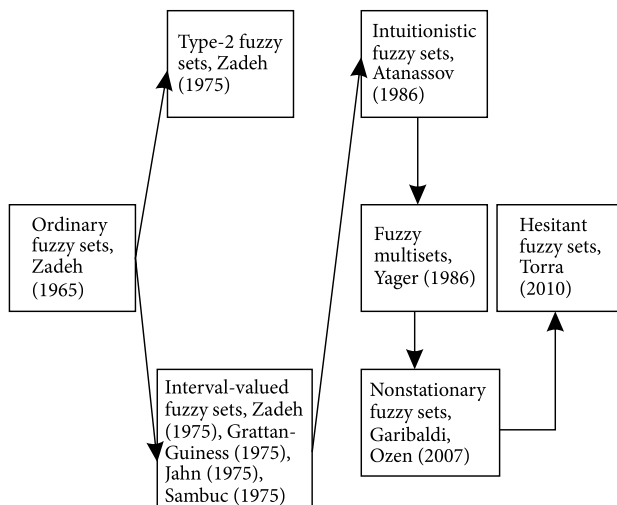 Ordinary
fuzzy sets,
Zadeh
(1965)
Type-2 fuzzy
sets, Zadeh
(1975)
Interval-valued
fuzzy sets, Zadeh
(1975), Grattan-
Guiness (1975),
Jahn (1975),
Sambuc (1975)
Intuitionistic
fuzzy sets,
Atanassov
(1986)
Fuzzy
multisets,
Yager (1986)
Nonstationary
fuzzy sets,
Garibaldi,
Ozen (2007)
Hesitant
fuzzy sets,
Torra
(2010)